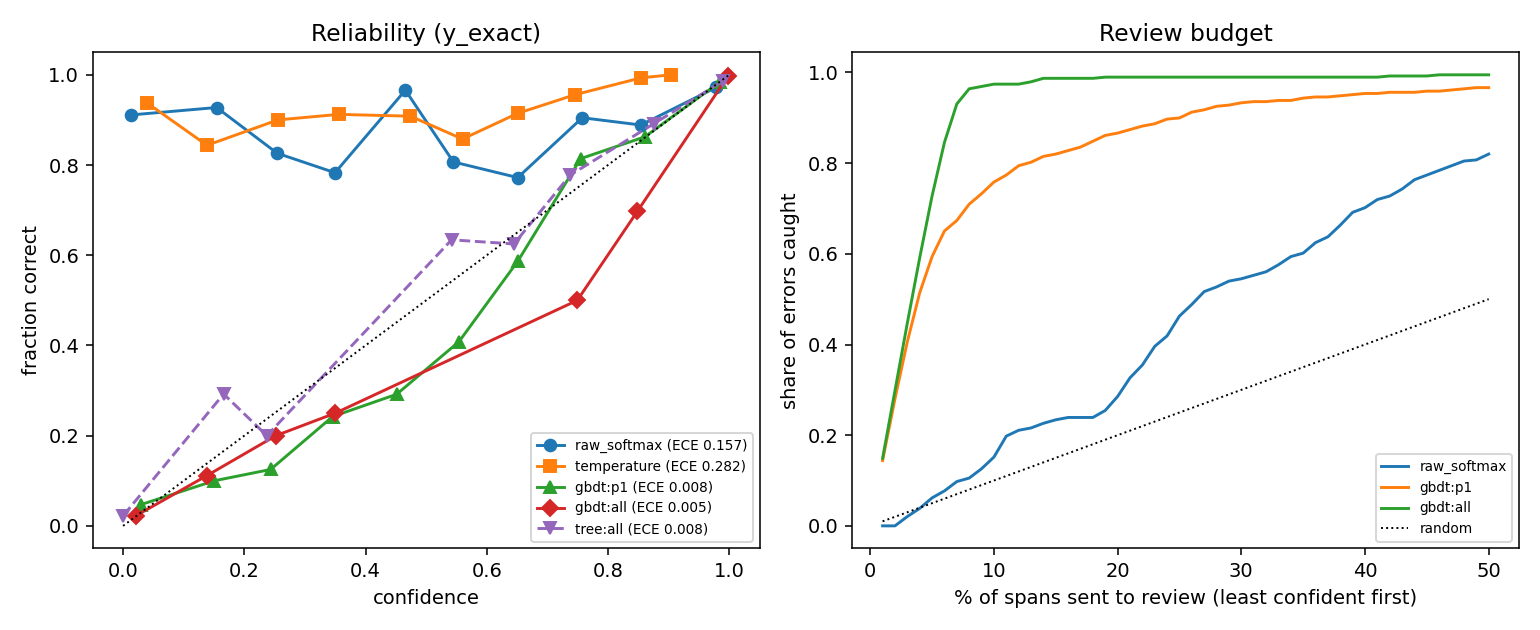 Reliability (y_exact)
fraction correct
1.0
0.8
0.6
0.4
0.2
0.0
0.0 0.2 0.4 0.6 0.8 1.0
confidence
raw_softmax (ECE 0.157)
temperature (ECE 0.282)
gbdt:p1 (ECE 0.008)
gbdt:all (ECE 0.005)
tree:all (ECE 0.008)
Review budget
share of errors caught
1.0
0.8
0.6
0.4
0.2
0.0
0 10 20 30 40 50
% of spans sent to review (least confident first)
raw_softmax
gbdt:p1
gbdt:all
random